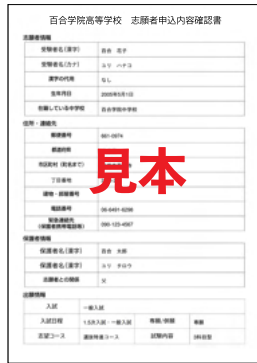 百合学院高等学校 志願者申込内容確認書
志願者情報
受験者名(漢字) 百合 花子
受験者名(カナ) ユリ ハナコ
漢字の代用 なし
生年月日 2005年5月1日
在籍している中学校 百合学院中学校
住所・連絡先
郵便番号 661-0974
都道府県
市区町村(町名まで)
丁目番地
建物・部屋番号
見本
電話番号 06-6491-6298
緊急連絡先
(保護者携帯電話等) 090-123-4567
保護者情報
保護者名(漢字) 百合 太郎
保護者名(カナ) ユリ タロウ
志願者との関係 父
出願情報
入試 一般入試
入試日程 1.5次入試・一般入試 専願/併願 専願
志望コース 選抜特進コース 試験内容 3科目型